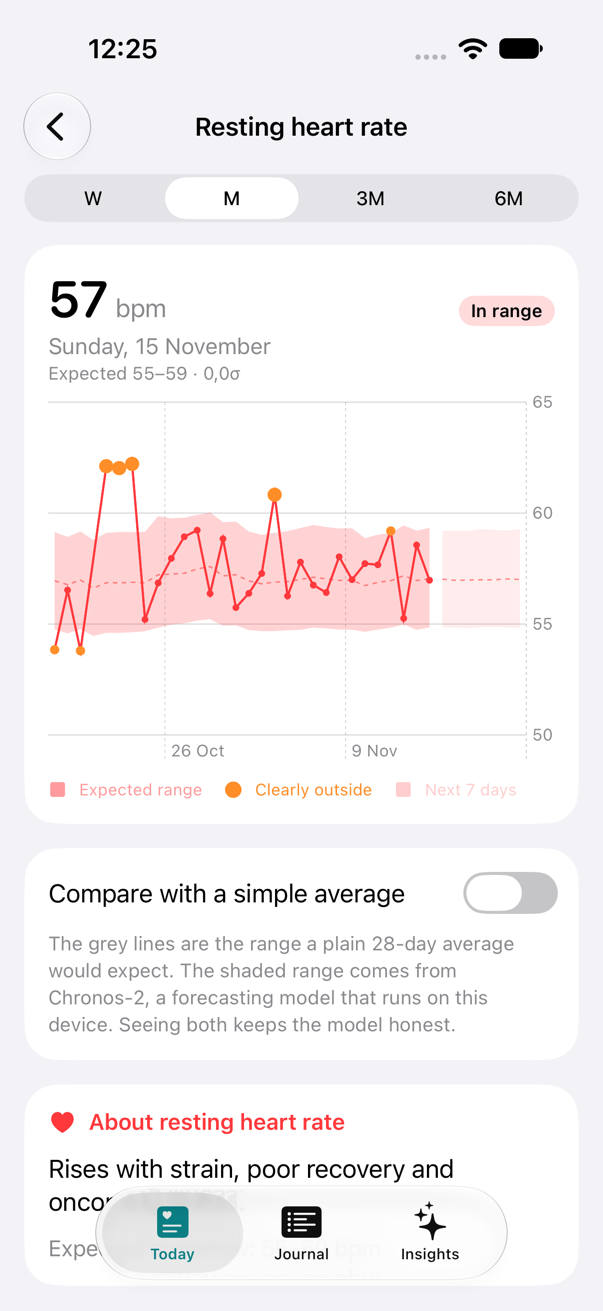 12:25
Resting heart rate
W M 3M 6M
57 bpm
In range
Sunday, 15 November
Expected 55–59 · 0,0σ
65
60
55
50
26 Oct 9 Nov
Expected range Clearly outside Next 7 days
Compare with a simple average
The grey lines are the range a plain 28-day average
would expect. The shaded range comes from
Chronos-2, a forecasting model that runs on this
device. Seeing both keeps the model honest.
About resting heart rate
Rises with strain, poor recovery and
Today Journal Insights